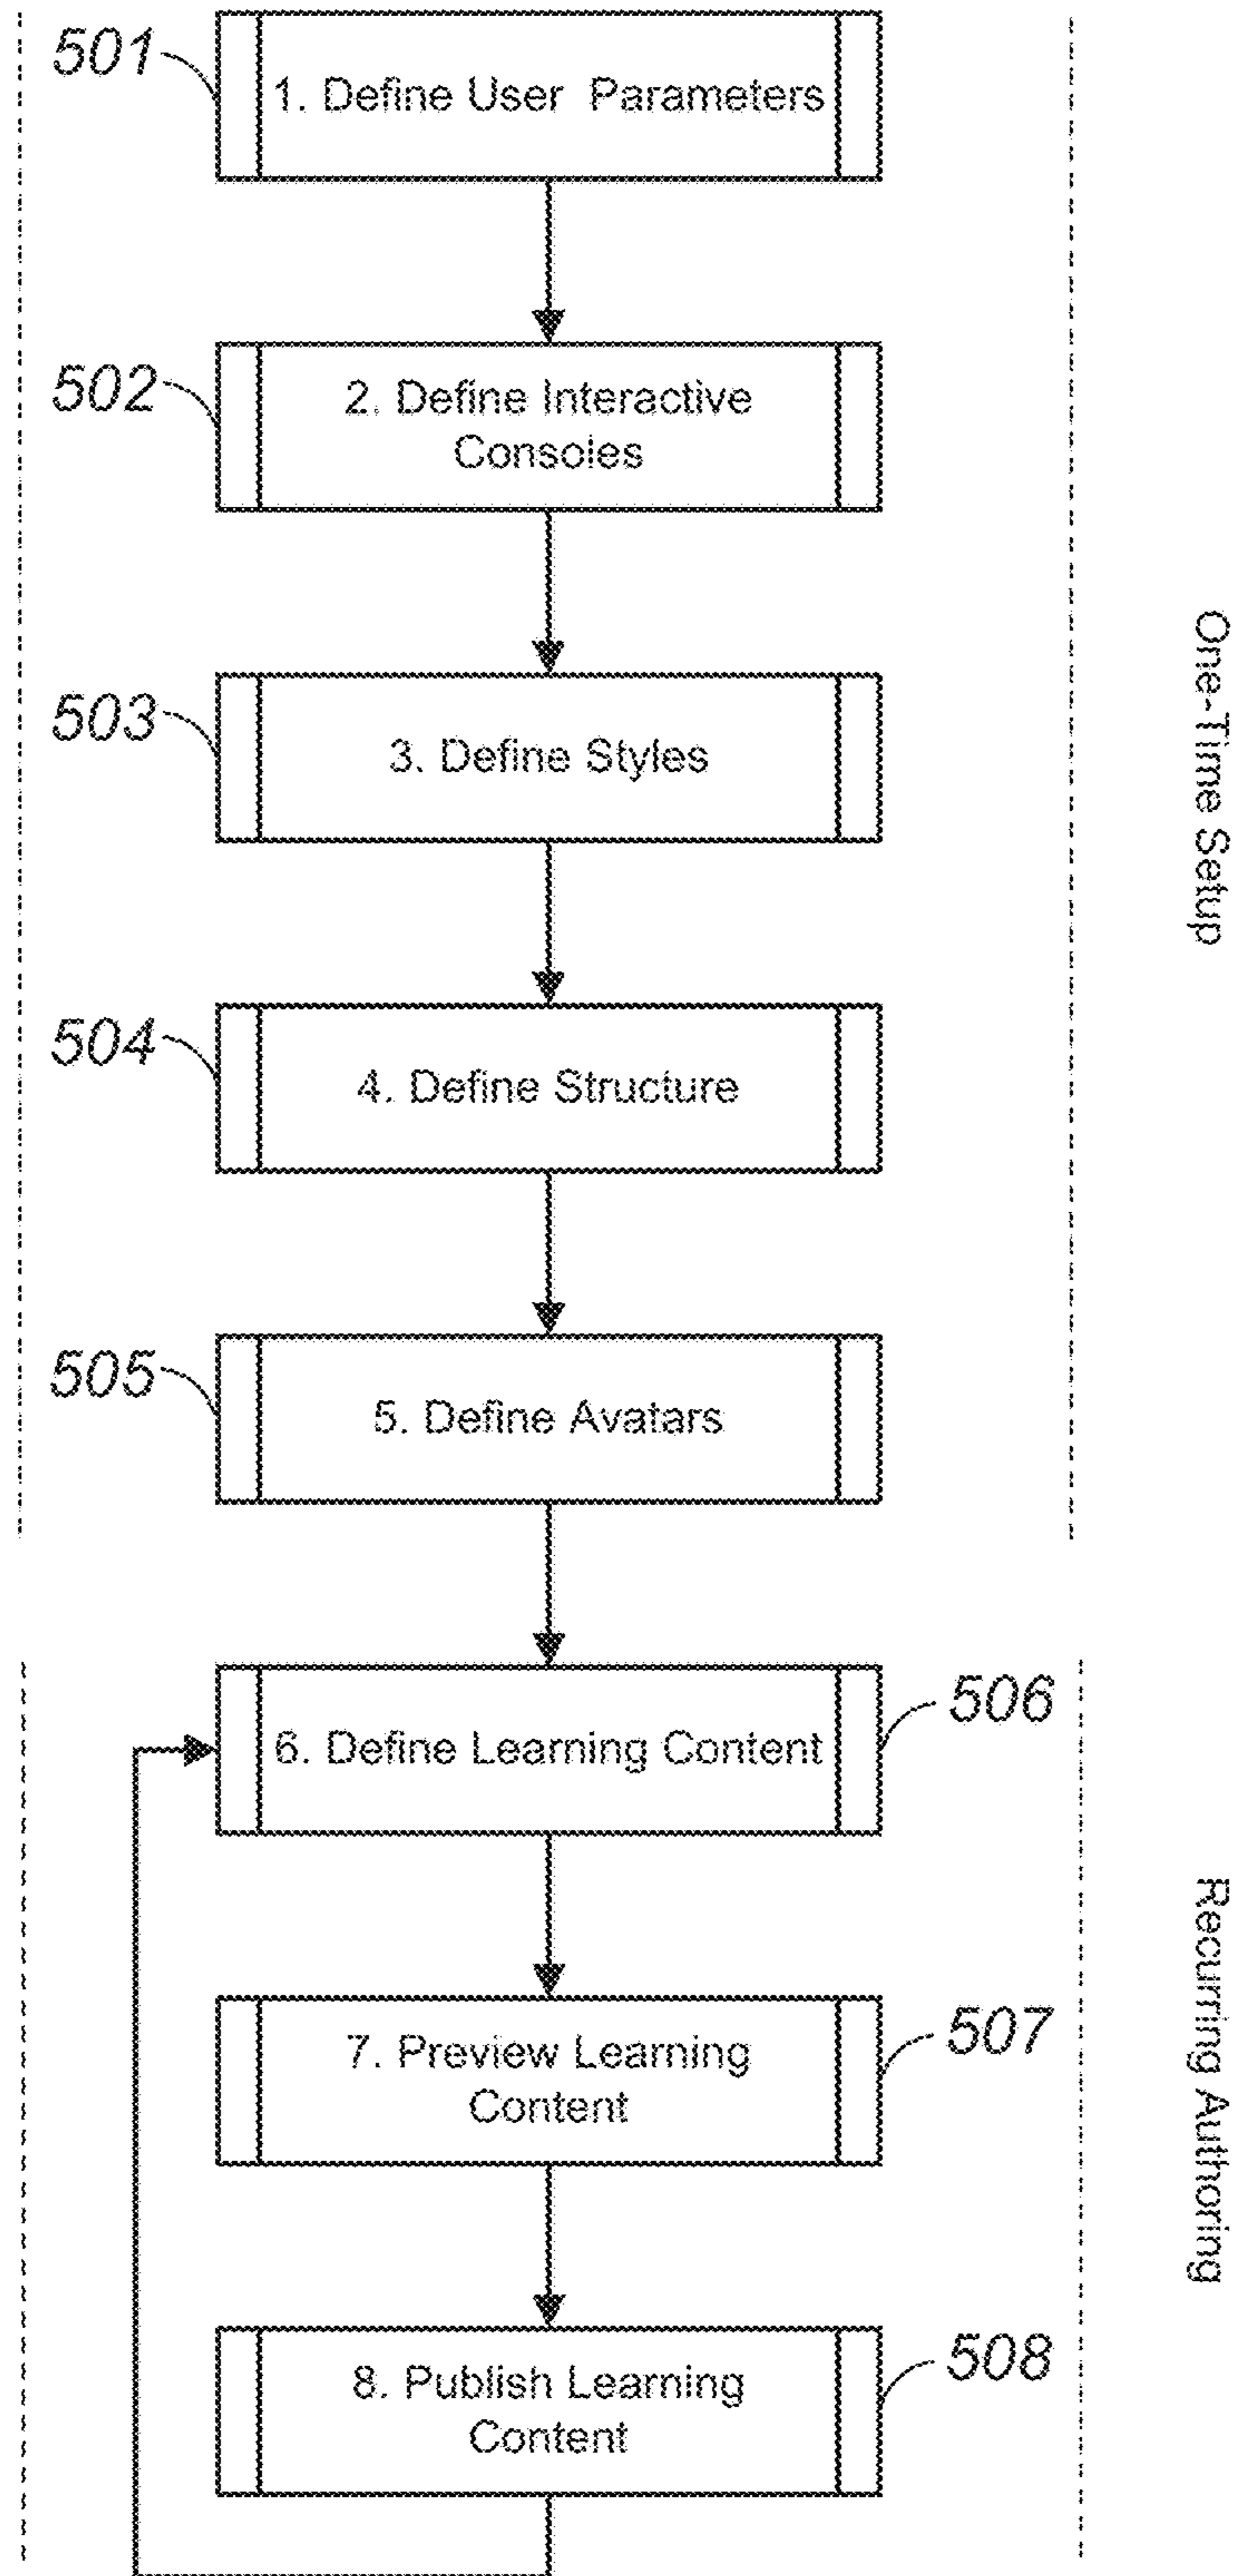 501
1. Define User Parameters
502
2. Define Interactive
Consoles
503
3. Define Styles
504
4. Define Structure
505
5. Define Avatars
One-Time Setup
6. Define Learning Content
506
7. Preview Learning
Content
507
8. Publish Learning
Content
508
Recurring Authoring